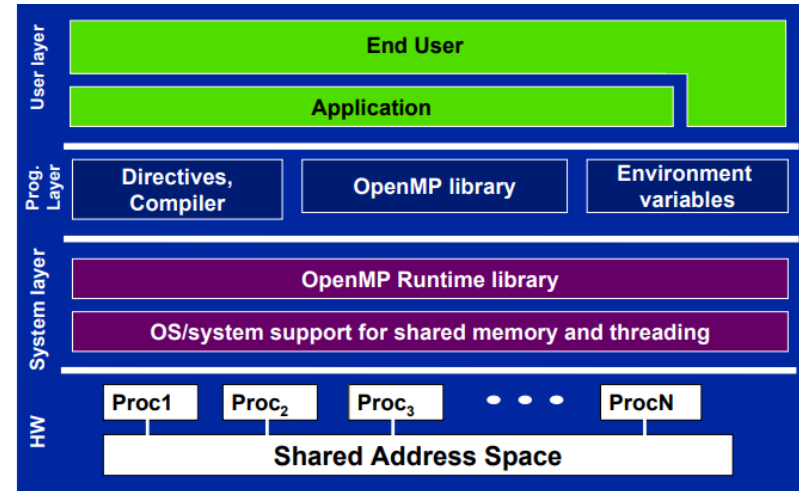 User layer
End User
Application
Prog.
Layer
Directives,
Compiler
OpenMP library
Environment
variables
System layer
OpenMP Runtime library
OS/system support for shared memory and threading
HW
Proc1
Proc2
Proc3
• • •
ProcN
Shared Address Space